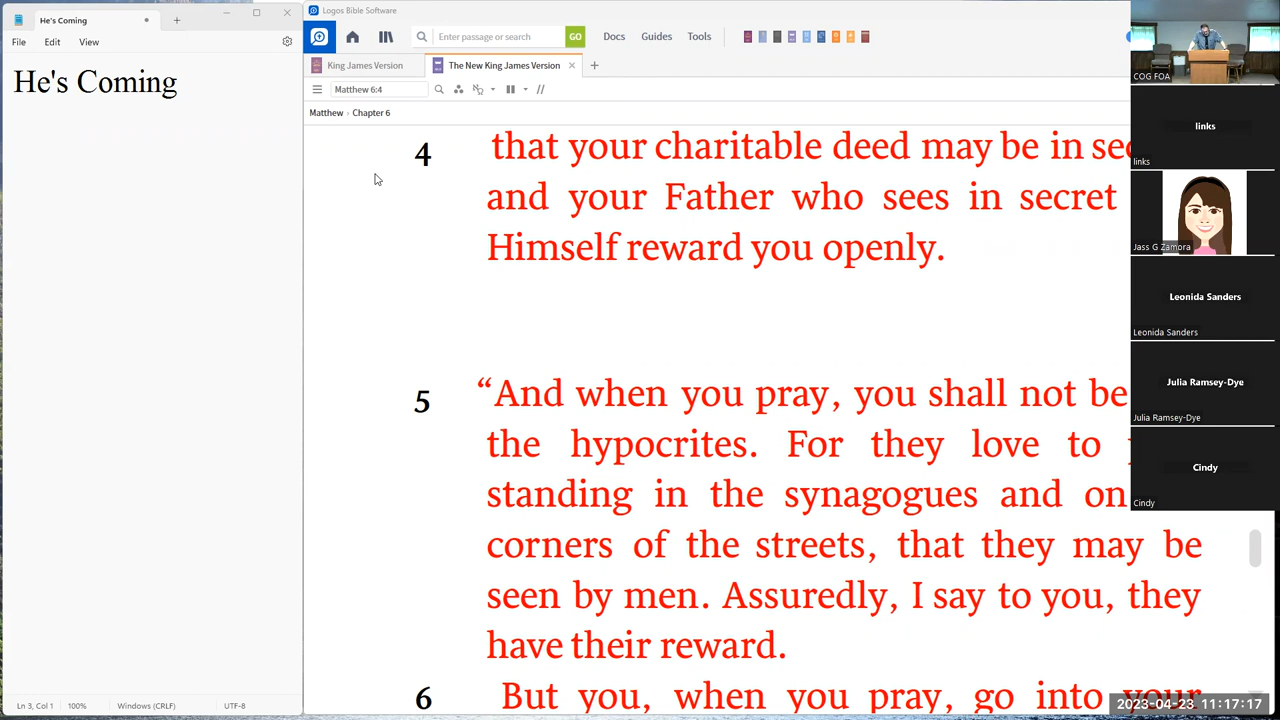 He's Coming
File Edit View
He's Coming
Ln 3, Col 1 100% Windows (CRLF) UTF-8
Logos Bible Software
Enter passage or search GO Docs Guides Tools
King James Version The New King James Version
Matthew 6:4
Matthew › Chapter 6
4 that your charitable deed may be in
and your Father who sees in secret
Himself reward you openly.
5 “And when you pray, you shall not be
the hypocrites. For they love to
standing in the synagogues and on
corners of the streets, that they may be
seen by men. Assuredly, I say to you, they
have their reward.
6 But you, when you pray, go into your
COG FOA
links
links
Jass G Zamora
Leonida Sanders
Leonida Sanders
Julia Ramsey-Dye
Julia Ramsey-Dye
Cindy
Cindy
2023-04-23 11:17:17